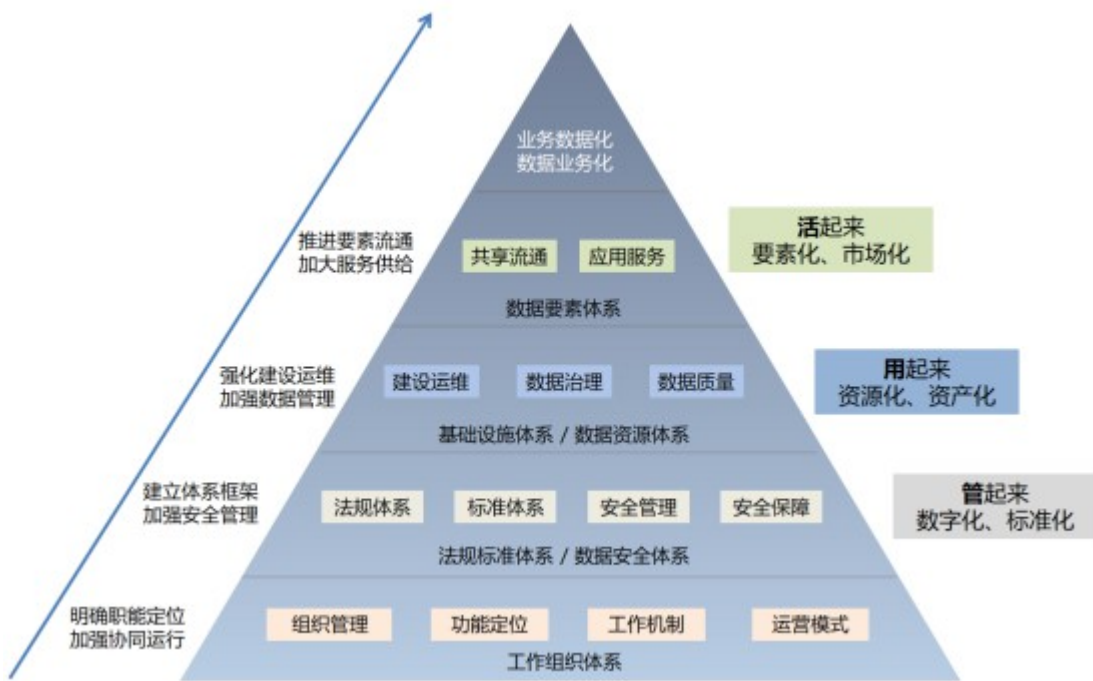 业务数据化
数据业务化
推进要素流通
加大服务供给
共享流通
应用服务
数据要素体系
活起来
要素化、市场化
强化建设运维
加强数据管理
建设运维
数据治理
数据质量
基础设施体系 / 数据资源体系
用起来
资源化、资产化
建立体系框架
加强安全管理
法规体系
标准体系
安全管理
安全保障
法规标准体系 / 数据安全体系
管起来
数字化、标准化
明确职能定位
加强协同运行
组织管理
功能定位
工作机制
运营模式
工作组织体系